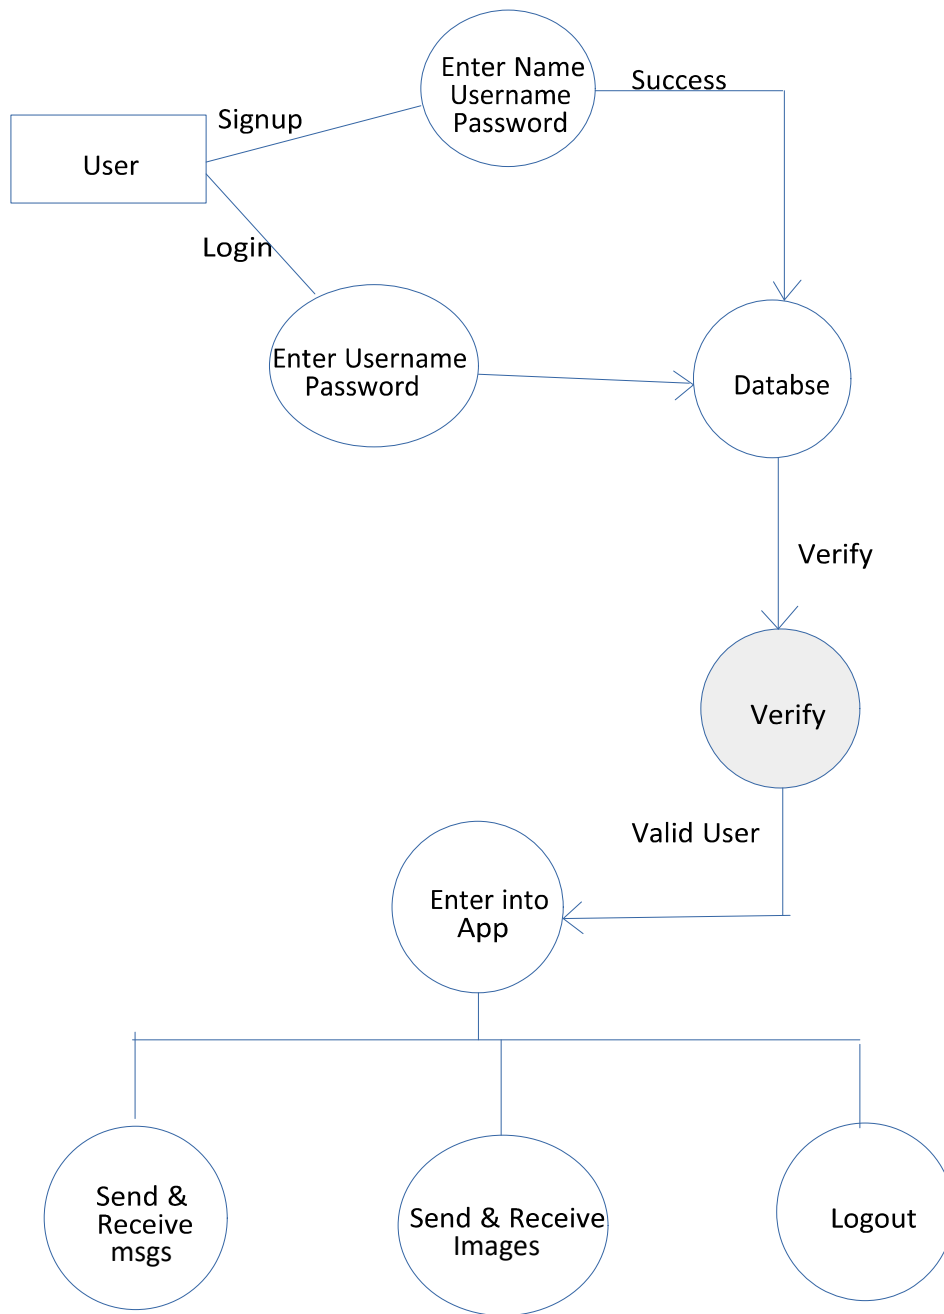 Enter Name
Username
Password
Success
Signup
User
Login
Enter Username
Password
Databse
Verify
Verify
Valid User
Enter into
App
Send &
Receive
msgs
Send & Receive
Images
Logout